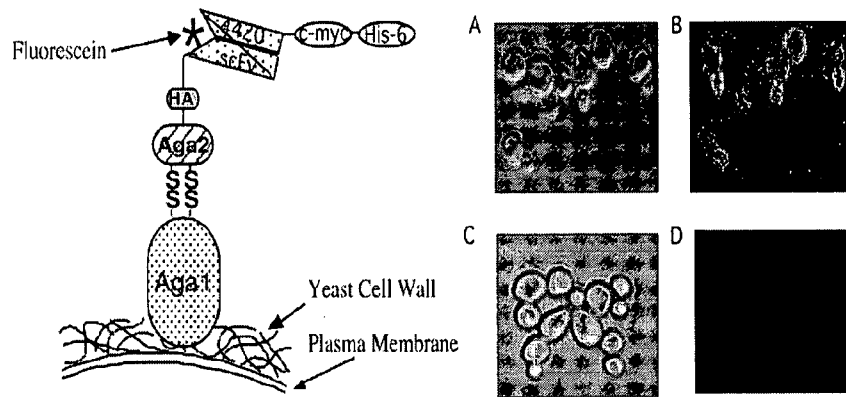 Fluorescein
4420
scFv
c-myc
His-6
HA
Aga2
S S
S S
Aga1
Yeast Cell Wall
Plasma Membrane
A
B
C
D